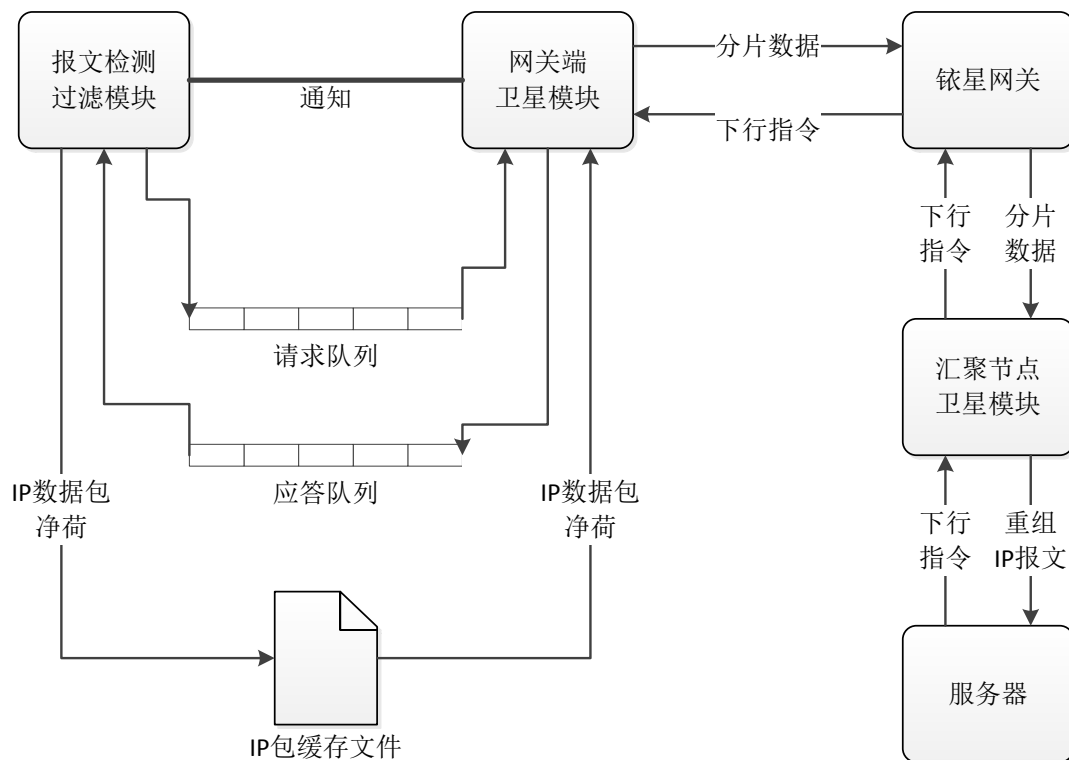 报文检测
过滤模块
通知
网关端
卫星模块
分片数据
下行指令
铱星网关
下行
指令
分片
数据
请求队列
汇聚节点
卫星模块
应答队列
IP数据包
净荷
IP数据包
净荷
下行
指令
重组
IP报文
服务器
IP包缓存文件